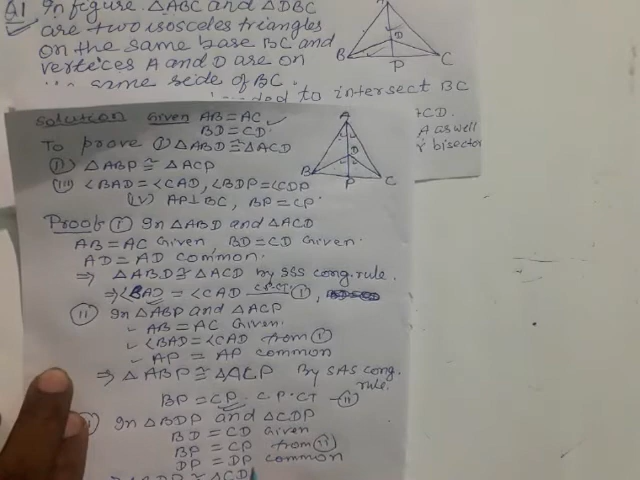 Q1 In figure. △ABC and △DBC
are two isosceles triangles
on the same base BC and
vertices A and D are on
same side of BC.
to intersect BC
A as well
bisector
B D P C
Solution Given AB = AC
BD = CD.
To prove (i) △ABD ≅ △ACD
(ii) △ABP ≅ △ACP
(iii) ∠BAD = ∠CAD, ∠BDP = ∠CDP
(iv) AP⊥BC, BP = CP.
A B D P C
Proof (i) In △ABD and △ACD
AB = AC Given, BD = CD Given.
AD = AD common.
⇒ △ABD ≅ △ACD by SSS cong. rule.
⇒ ∠BAD = ∠CAD C.P.CT (i),
(ii) In △ABP and △ACP
AB = AC Given.
∠BAD = ∠CAD from (i)
AP = AP common
⇒ △ABP ≅ △ACP By SAS cong.
rule.
BP = CP. C.P.CT - (ii)
In △BDP and △CDP
BD = CD Given
BP = CP from (ii)
DP = DP common